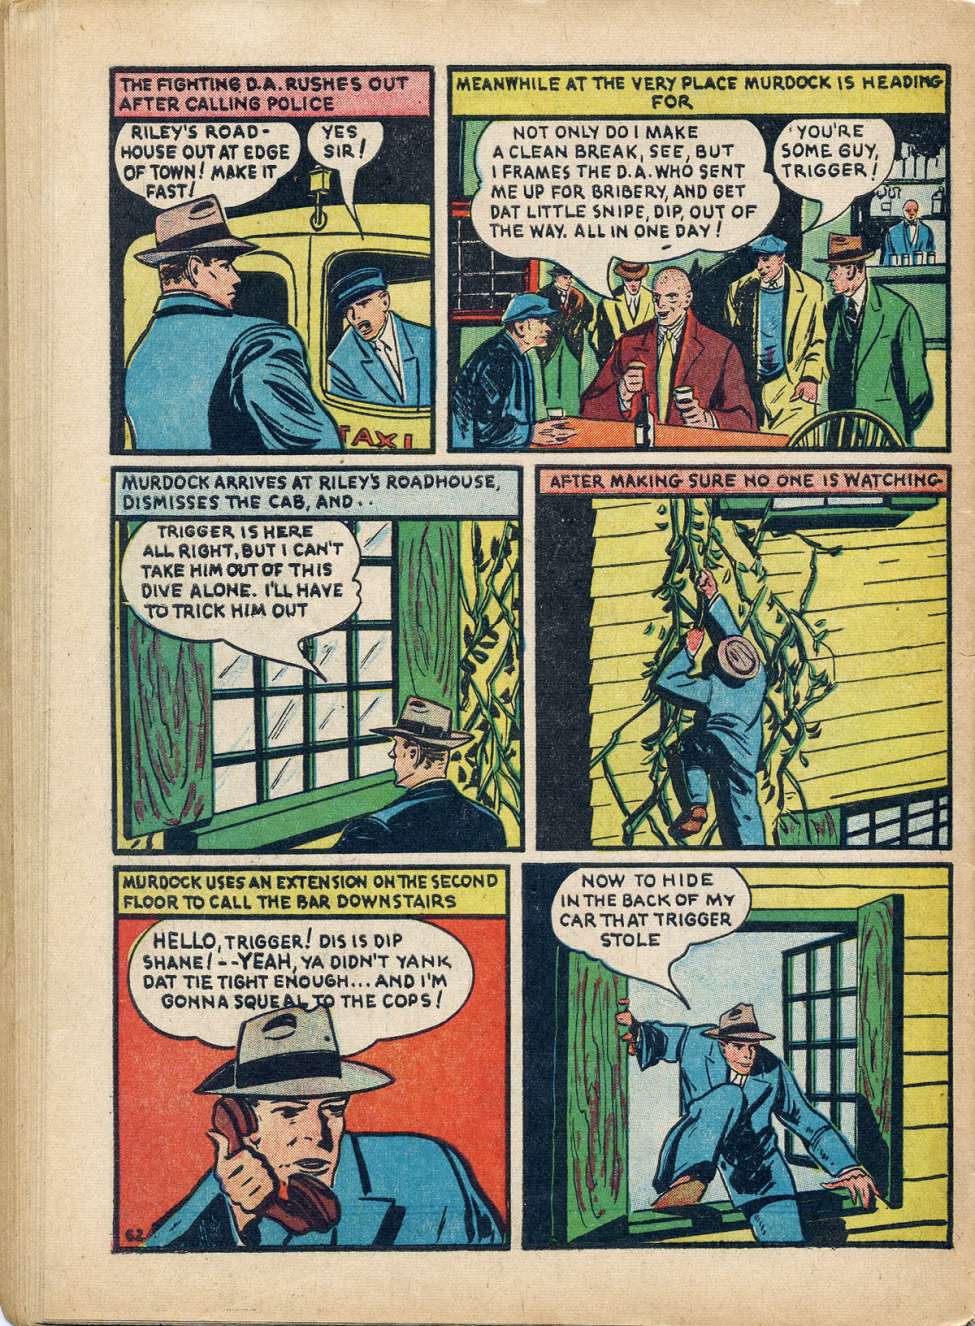 THE FIGHTING D.A. RUSHES OUT
AFTER CALLING POLICE
RILEY'S ROAD-
HOUSE OUT AT EDGE
OF TOWN! MAKE IT
FAST!
YES,
SIR!
TAXI
MEANWHILE AT THE VERY PLACE MURDOCK IS HEADING
FOR
NOT ONLY DO I MAKE
A CLEAN BREAK, SEE, BUT
I FRAMES THE D.A. WHO SENT
ME UP FOR BRIBERY, AND GET
DAT LITTLE SNIPE, DIP, OUT OF
THE WAY. ALL IN ONE DAY!
YOU'RE
SOME GUY,
TRIGGER!
MURDOCK ARRIVES AT RILEY'S ROADHOUSE,
DISMISSES THE CAB, AND..
TRIGGER IS HERE
ALL RIGHT, BUT I CAN'T
TAKE HIM OUT OF THIS
DIVE ALONE. I'LL HAVE
TO TRICK HIM OUT
AFTER MAKING SURE NO ONE IS WATCHING
MURDOCK USES AN EXTENSION ON THE SECOND
FLOOR TO CALL THE BAR DOWNSTAIRS
HELLO, TRIGGER! DIS IS DIP
SHANE!--YEAH, YA DIDN'T YANK
DAT TIE TIGHT ENOUGH... AND I'M
GONNA SQUEAL TO THE COPS!
62
NOW TO HIDE
IN THE BACK OF MY
CAR THAT TRIGGER
STOLE